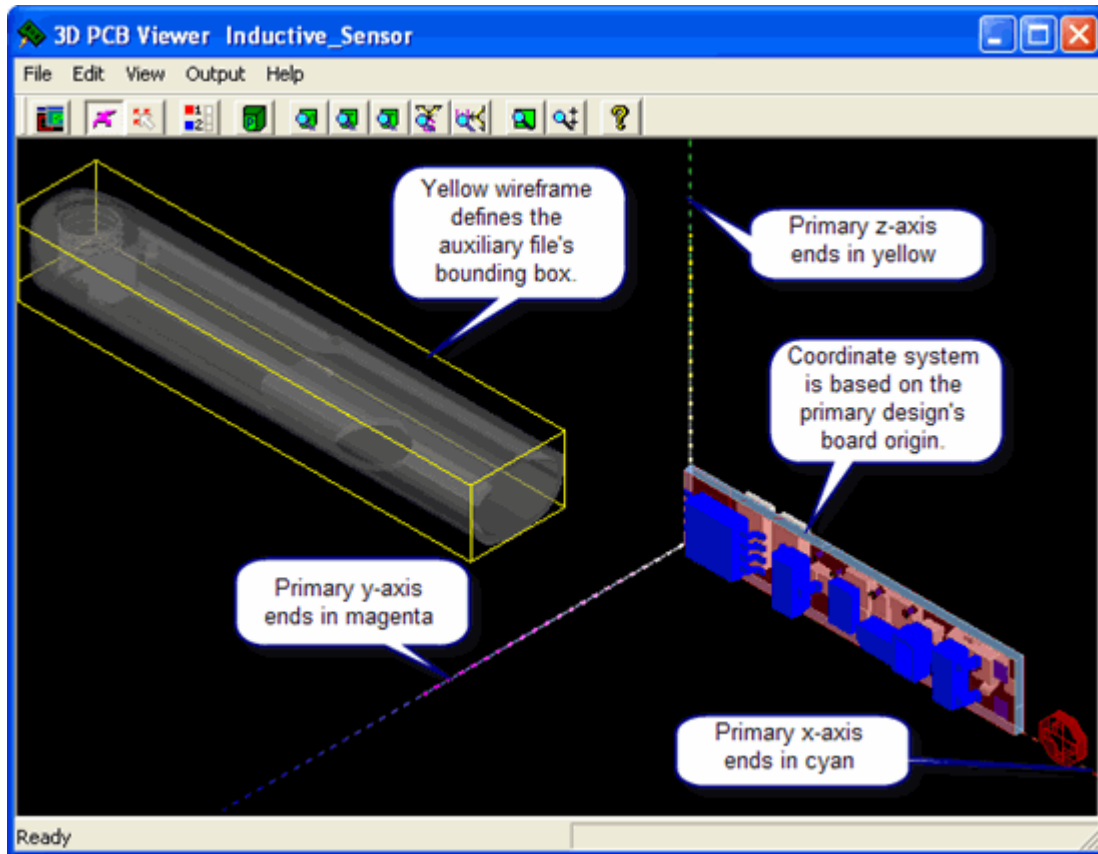 3D PCB Viewer Inductive_Sensor
File Edit View Output Help
Yellow wireframe
defines the
auxiliary file's
bounding box.
Primary z-axis
ends in yellow
Coordinate system
is based on the
primary design's
board origin.
Primary y-axis
ends in magenta
Primary x-axis
ends in cyan
Ready